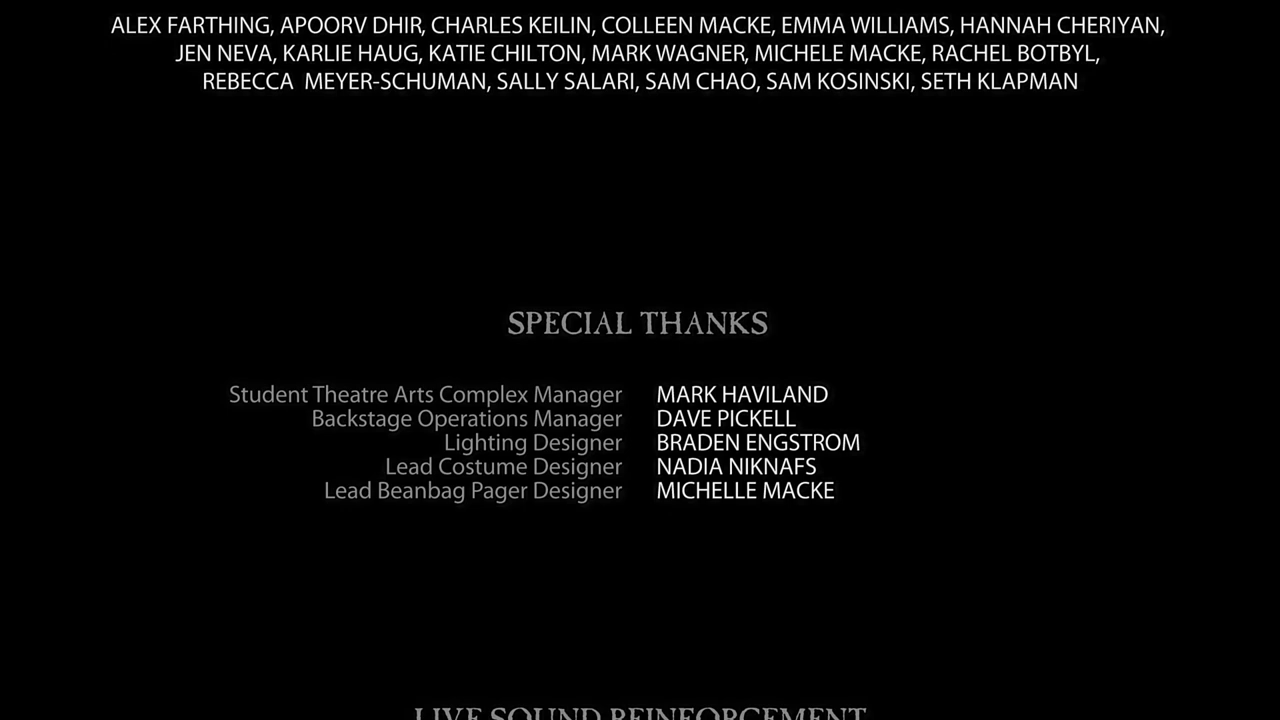 ALEX FARTHING, APOORV DHIR, CHARLES KEILIN, COLLEEN MACKE, EMMA WILLIAMS, HANNAH CHERIYAN,
JEN NEVA, KARLIE HAUG, KATIE CHILTON, MARK WAGNER, MICHELE MACKE, RACHEL BOTBYL,
REBECCA MEYER-SCHUMAN, SALLY SALARI, SAM CHAO, SAM KOSINSKI, SETH KLAPMAN
SPECIAL THANKS
Student Theatre Arts Complex Manager MARK HAVILAND
Backstage Operations Manager DAVE PICKELL
Lighting Designer BRADEN ENGSTROM
Lead Costume Designer NADIA NIKNAFS
Lead Beanbag Pager Designer MICHELLE MACKE
LIVE SOUND REINFORCEMENT